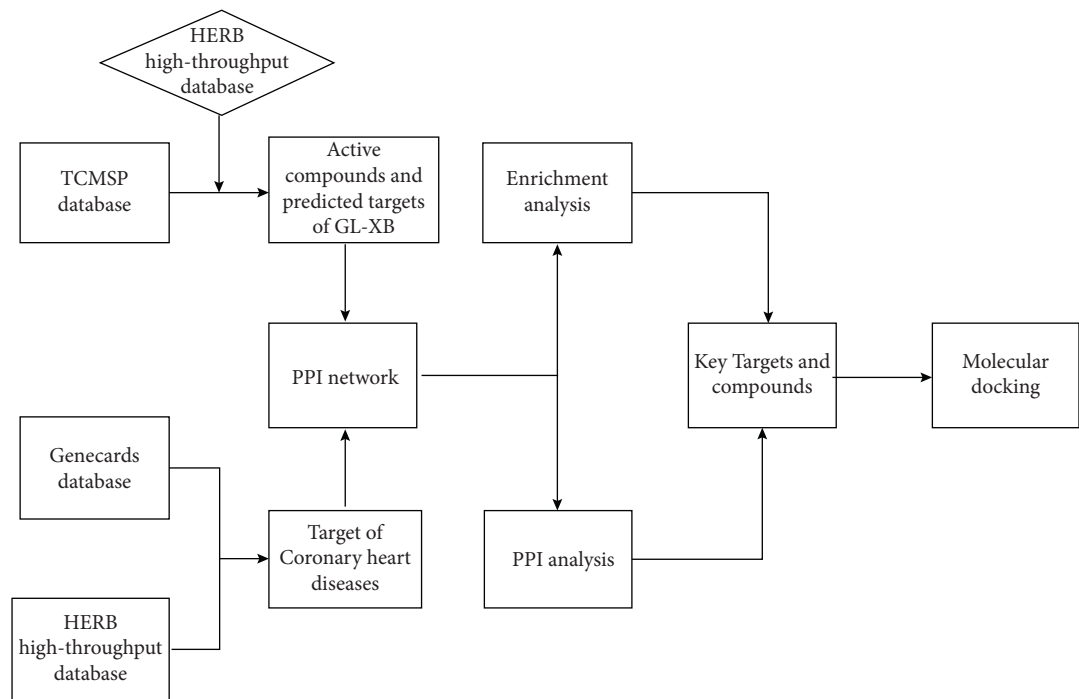 HERB
high-throughput
database
TCMSP
database
Active
compounds and
predicted targets
of GL-XB
Enrichment
analysis
PPI network
Key Targets and
compounds
Molecular
docking
Genecards
database
Target of
Coronary heart
diseases
PPI analysis
HERB
high-throughput
database